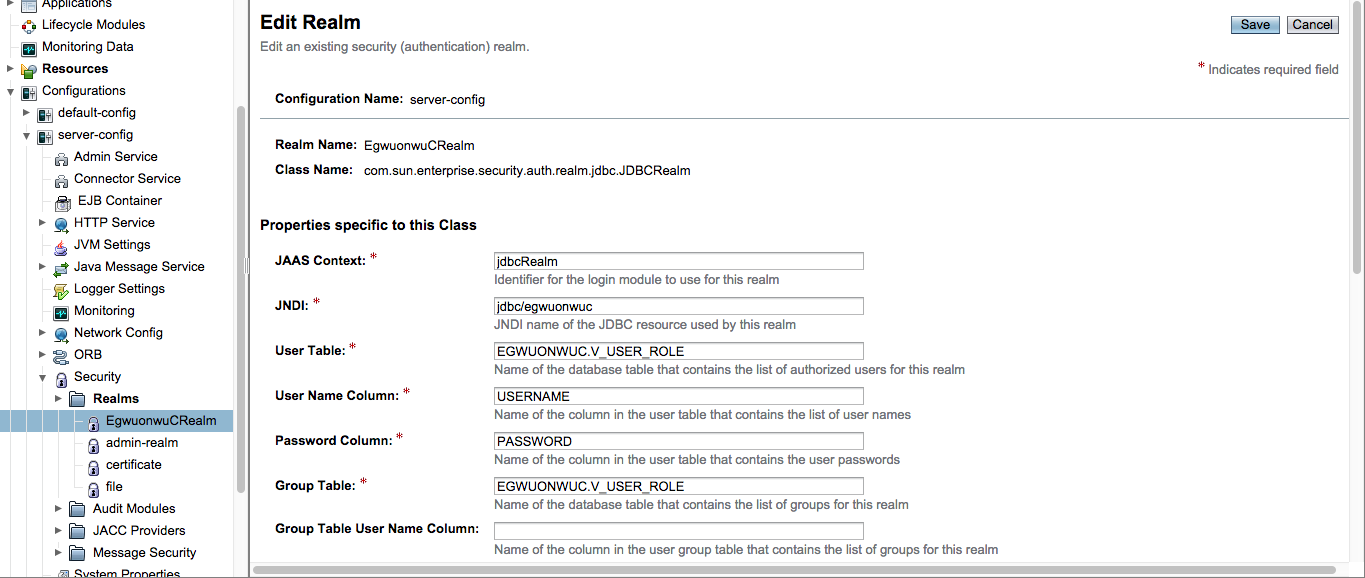 Applications
Lifecycle Modules
Monitoring Data
Resources
Configurations
default-config
server-config
Admin Service
Connector Service
EJB Container
HTTP Service
JVM Settings
Java Message Service
Logger Settings
Monitoring
Network Config
ORB
Security
Realms
EgwuonwuCRealm
admin-realm
certificate
file
Audit Modules
JACC Providers
Message Security
System Properties
Edit Realm
Save Cancel
Edit an existing security (authentication) realm.
* Indicates required field
Configuration Name: server-config
Realm Name: EgwuonwuCRealm
Class Name: com.sun.enterprise.security.auth.realm.jdbc.JDBCRealm
Properties specific to this Class
JAAS Context: * jdbcRealm
Identifier for the login module to use for this realm
JNDI: * jdbc/egwuonwuc
JNDI name of the JDBC resource used by this realm
User Table: * EGWUONWUC.V_USER_ROLE
Name of the database table that contains the list of authorized users for this realm
User Name Column: * USERNAME
Name of the column in the user table that contains the list of user names
Password Column: * PASSWORD
Name of the column in the user table that contains the user passwords
Group Table: * EGWUONWUC.V_USER_ROLE
Name of the database table that contains the list of groups for this realm
Group Table User Name Column:
Name of the column in the user group table that contains the list of groups for this realm